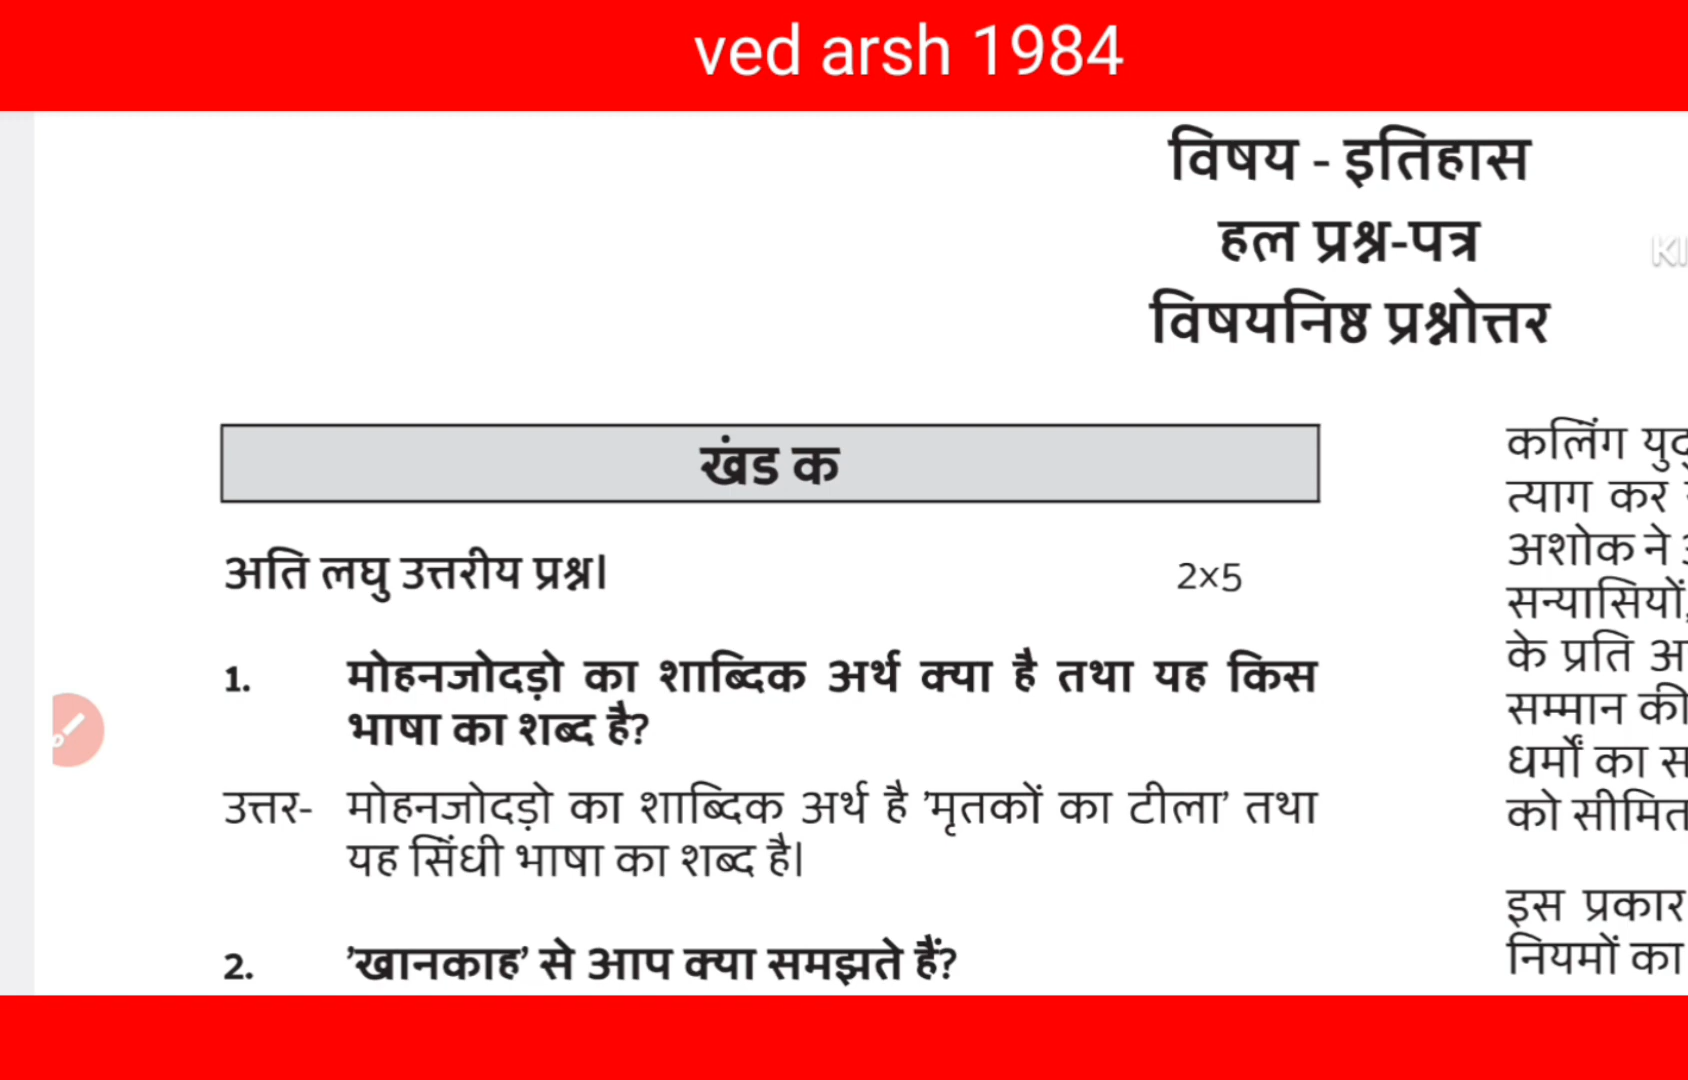 ved arsh 1984
विषय - इतिहास
हल प्रश्न-पत्र
विषयनिष्ठ प्रश्नोत्तर
खंड क
अति लघु उत्तरीय प्रश्न। 2×5
1. मोहनजोदड़ो का शाब्दिक अर्थ क्या है तथा यह किस
भाषा का शब्द है?
उत्तर- मोहनजोदड़ो का शाब्दिक अर्थ है ’मृतकों का टीला’ तथा
यह सिंधी भाषा का शब्द है।
2. ’खानकाह’ से आप क्या समझते हैं?
कलिंग
त्याग कर
अशोक ने
सन्यासियों,
के प्रति
सम्मान की
धर्मों का
को
इस प्रकार
नियमों का